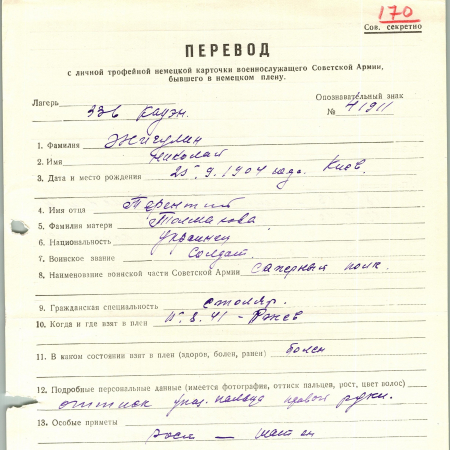 170
Сов. секретно
ПЕРЕВОД
с личной трофейной немецкой карточки военнослужащего Советской Армии,
бывшего в немецком плену.
Лагерь 336 Каунас Опознавательный знак
№ 41911
1. Фамилия Жигулин
2. Имя Николай
3. Дата и место рождения 25.9.1904 года. Киев.
4. Имя отца Терентий
5. Фамилия матери Толмакова
6. Национальность украинец
7. Воинское звание солдат
8. Наименование воинской части Советской Армии саперный полк.
9. Гражданская специальность столяр.
10. Когда и где взят в плен 10.8.41 - Ржев
11. В каком состоянии взят в плен (здоров, болен, ранен) болен
12. Подробные персональные данные (имеется фотография, оттиск пальцев, рост, цвет волос)
оттиск указ. пальца правой руки.
13. Особые приметы